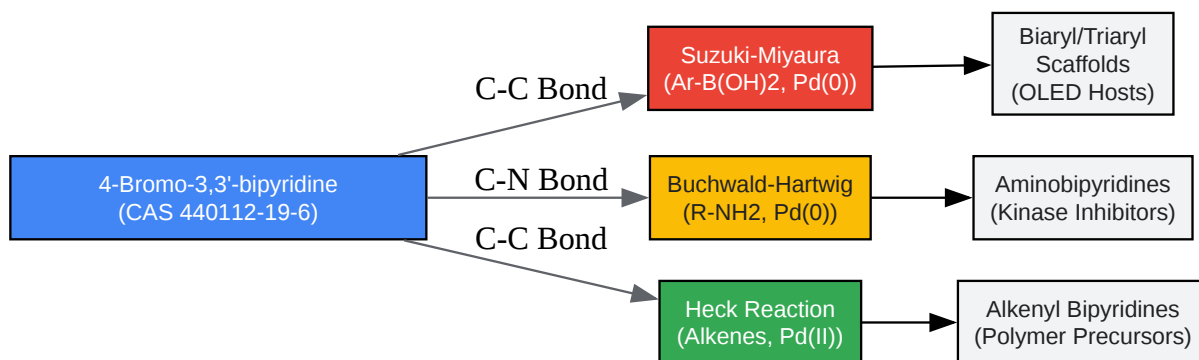 Suzuki-Miyaura
(Ar-B(OH)2, Pd(0))
Biaryl/Triaryl
Scaffolds
(OLED Hosts)
C-C Bond
4-Bromo-3,3'-bipyridine
(CAS 440112-19-6)
C-N Bond
Buchwald-Hartwig
(R-NH2, Pd(0))
Aminobipyridines
(Kinase Inhibitors)
C-C Bond
Heck Reaction
(Alkenes, Pd(II))
Alkenyl Bipyridines
(Polymer Precursors)